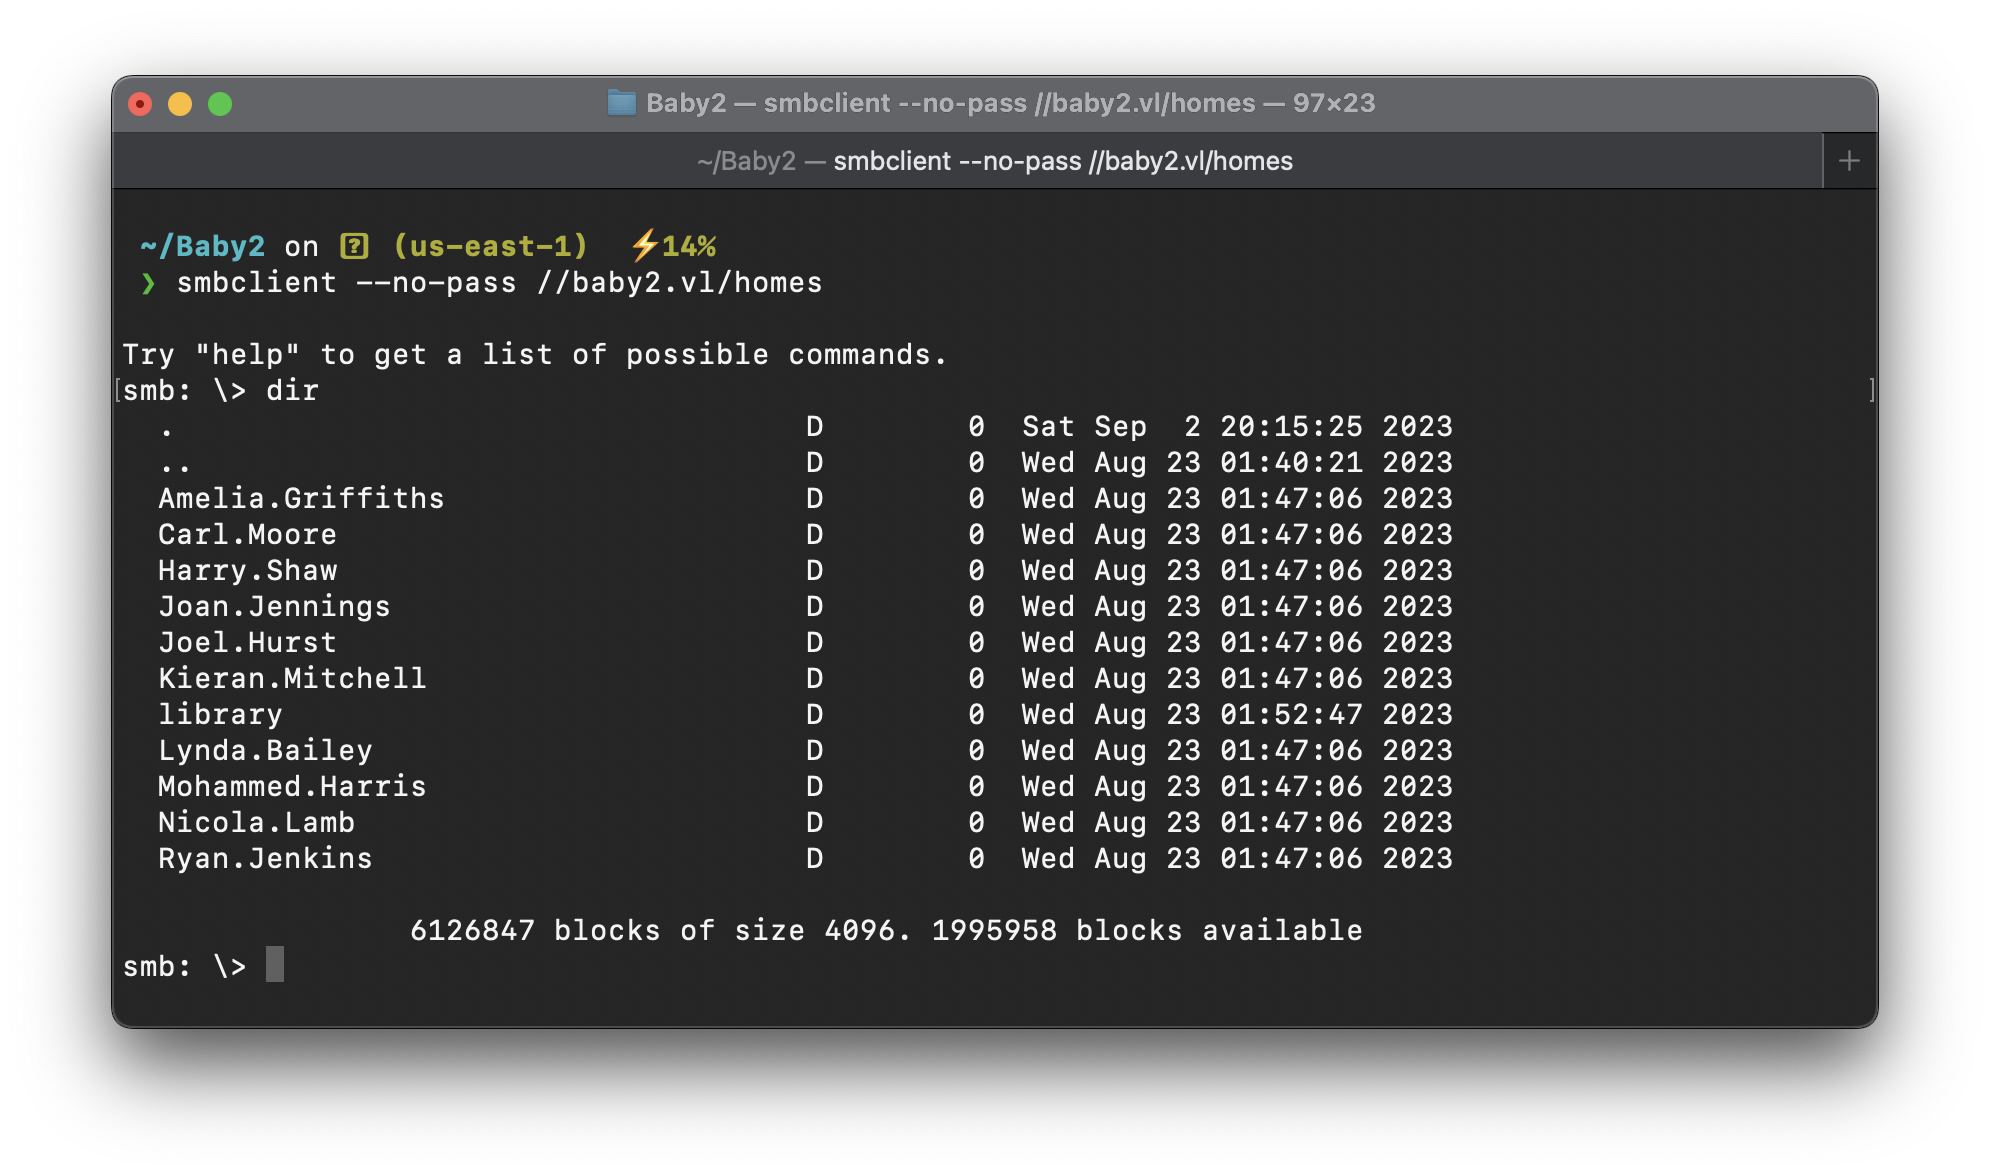 Baby2 — smbclient --no-pass //baby2.vl/homes — 97×23
~/Baby2 — smbclient --no-pass //baby2.vl/homes +
~/Baby2 on ? (us-east-1) ⚡14%
❯ smbclient --no-pass //baby2.vl/homes
Try "help" to get a list of possible commands.
[smb: \> dir ]
. D 0 Sat Sep 2 20:15:25 2023
.. D 0 Wed Aug 23 01:40:21 2023
Amelia.Griffiths D 0 Wed Aug 23 01:47:06 2023
Carl.Moore D 0 Wed Aug 23 01:47:06 2023
Harry.Shaw D 0 Wed Aug 23 01:47:06 2023
Joan.Jennings D 0 Wed Aug 23 01:47:06 2023
Joel.Hurst D 0 Wed Aug 23 01:47:06 2023
Kieran.Mitchell D 0 Wed Aug 23 01:47:06 2023
library D 0 Wed Aug 23 01:52:47 2023
Lynda.Bailey D 0 Wed Aug 23 01:47:06 2023
Mohammed.Harris D 0 Wed Aug 23 01:47:06 2023
Nicola.Lamb D 0 Wed Aug 23 01:47:06 2023
Ryan.Jenkins D 0 Wed Aug 23 01:47:06 2023
6126847 blocks of size 4096. 1995958 blocks available
smb: \>